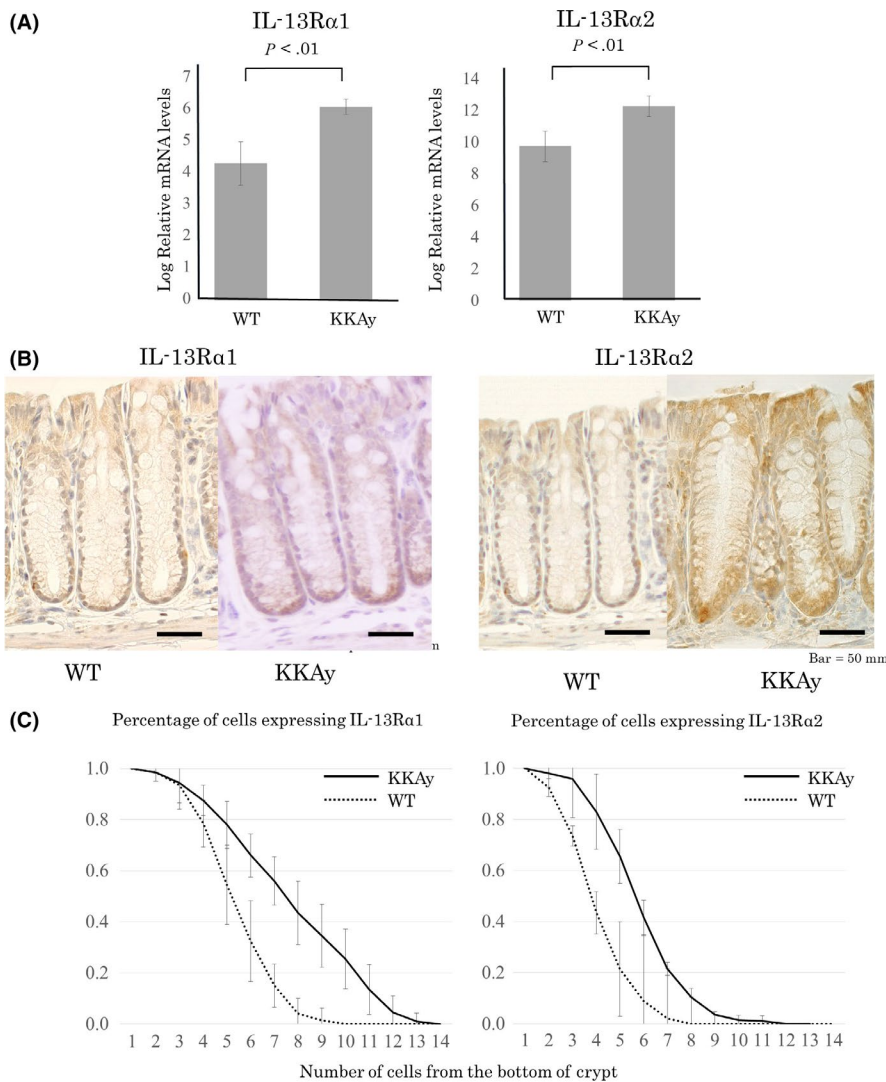 (A)
IL-13Rα1
P < .01
Log Relative mRNA levels
7
6
5
4
3
2
1
0
WT KKAy
IL-13Rα2
P < .01
Log Relative mRNA levels
14
12
10
8
6
4
2
0
WT KKAy
(B)
IL-13Rα1
WT KKAy
IL-13Rα2
Bar = 50 mm
WT KKAy
(C)
Percentage of cells expressing IL-13Rα1
1.0
0.8
0.6
0.4
0.2
0.0
KKAy
WT
1 2 3 4 5 6 7 8 9 10 11 12 13 14
Percentage of cells expressing IL-13Rα2
1.0
0.8
0.6
0.4
0.2
0.0
KKAy
WT
1 2 3 4 5 6 7 8 9 10 11 12 13 14
Number of cells from the bottom of crypt